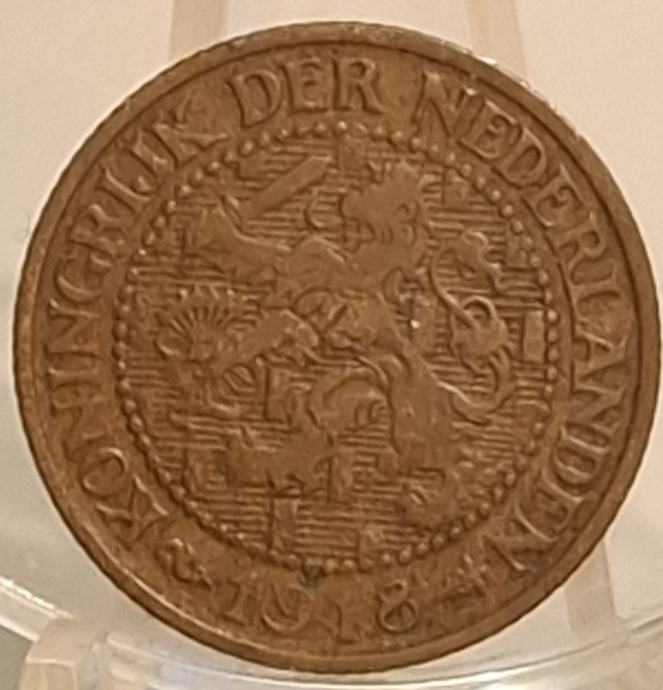 KONINGRIJK DER NEDERLANDEN
1918